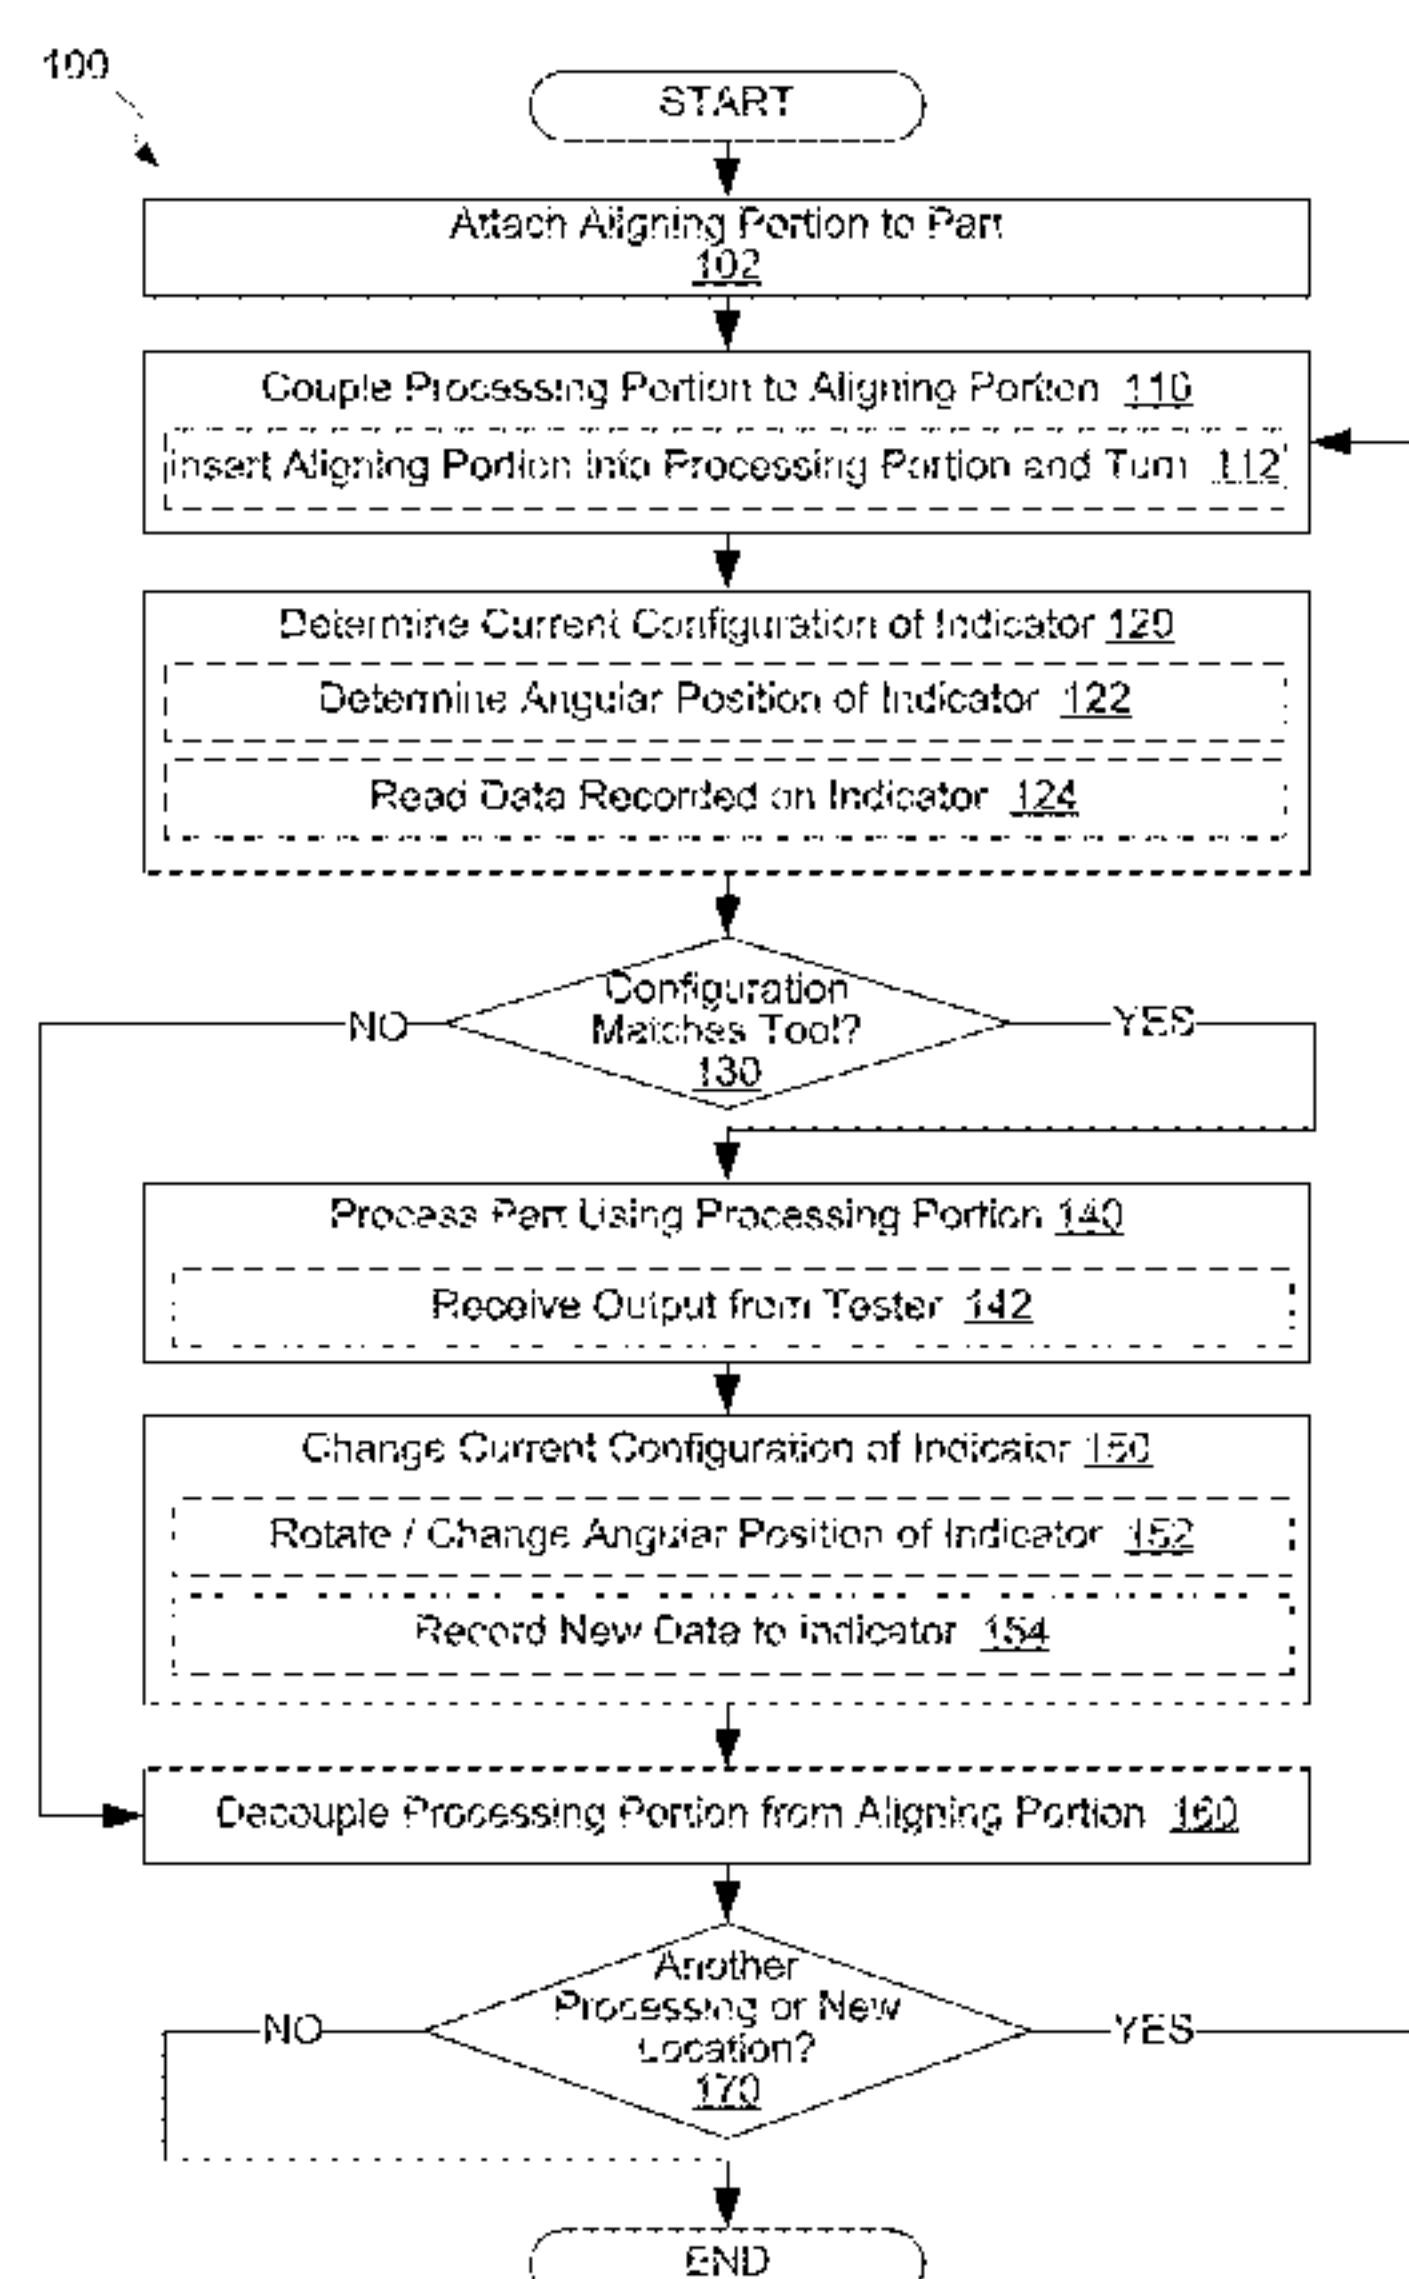 100
START
Attach Aligning Portion to Part
102
Couple Processing Portion to Aligning Portion 110
Insert Aligning Portion into Processing Portion and Turn 112
Determine Current Configuration of Indicator 120
Determine Angular Position of Indicator 122
Read Data Recorded on Indicator 124
Configuration
Matches Tool?
130
NO
YES
Process Part Using Processing Portion 140
Receive Output from Tester 142
Change Current Configuration of Indicator 150
Rotate / Change Angular Position of Indicator 152
Record New Data to Indicator 154
Decouple Processing Portion from Aligning Portion 160
Another
Processing or New
Location?
170
NO
YES
END